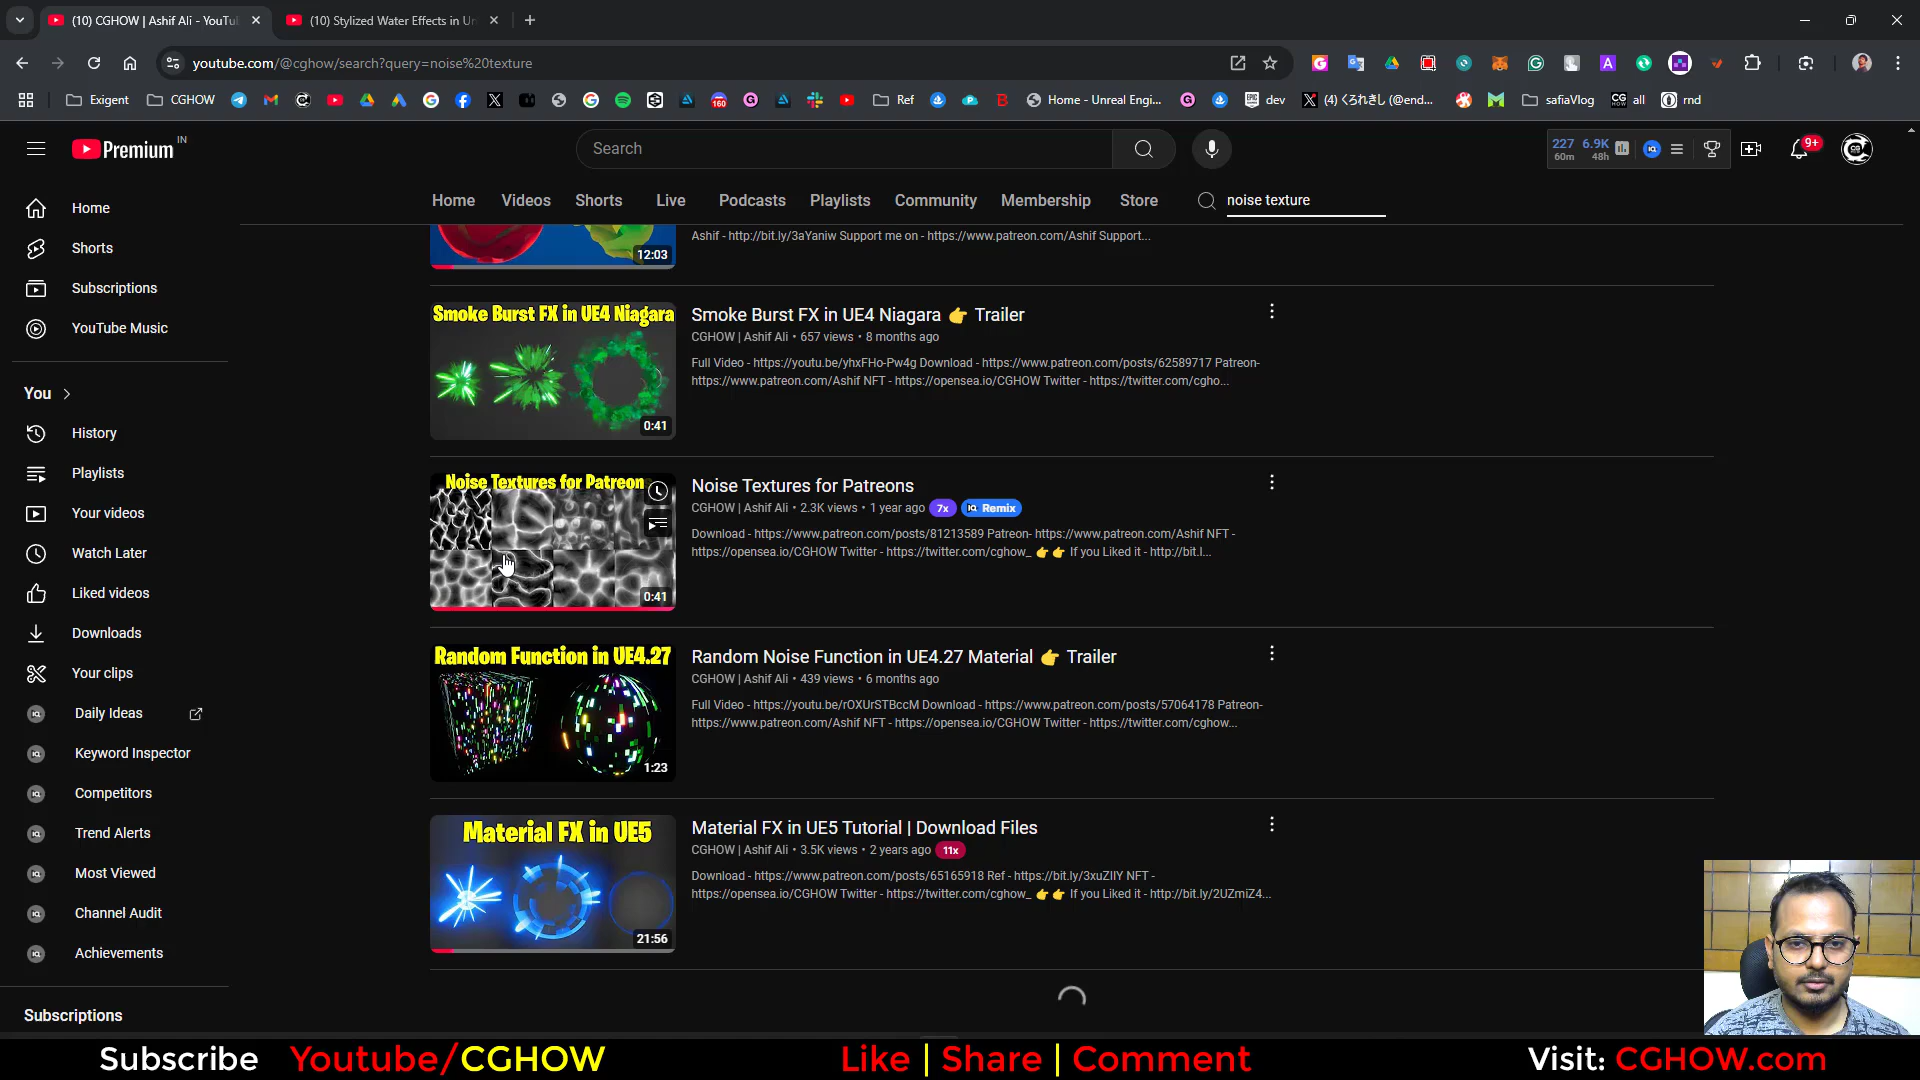 (10) CGHOW | Ashif Ali - YouTu
(10) Stylized Water Effects in Un
youtube.com/@cghow/search?query=noise%20texture
Exigent
CGHOW
Ref
Home - Unreal Engi...
dev
(4) くろれきし (@end...
safiaVlog
all
rnd
Premium IN
Search
227 6.9K
60m 48h
9+
Home
Videos
Shorts
Live
Podcasts
Playlists
Community
Membership
Store
noise texture
Home
Shorts
Subscriptions
YouTube Music
You
History
Playlists
Your videos
Watch Later
Liked videos
Downloads
Your clips
Daily Ideas
Keyword Inspector
Competitors
Trend Alerts
Most Viewed
Channel Audit
Achievements
Subscriptions
12:03
Ashif - http://bit.ly/3aYaniw Support me on - https://www.patreon.com/Ashif Support...
Smoke Burst FX in UE4 Niagara
0:41
Smoke Burst FX in UE4 Niagara 👉 Trailer
CGHOW | Ashif Ali • 657 views • 8 months ago
Full Video - https://youtu.be/yhxFHo-Pw4g Download - https://www.patreon.com/posts/62589717 Patreon-
https://www.patreon.com/Ashif NFT - https://opensea.io/CGHOW Twitter - https://twitter.com/cgho...
Noise Textures for Patreon
0:41
Noise Textures for Patreons
CGHOW | Ashif Ali • 2.3K views • 1 year ago 7x Remix
Download - https://www.patreon.com/posts/81213589 Patreon- https://www.patreon.com/Ashif NFT -
https://opensea.io/CGHOW Twitter - https://twitter.com/cghow_ 👉 👉 If you Liked it - http://bit.l...
Random Function in UE4.27
1:23
Random Noise Function in UE4.27 Material 👉 Trailer
CGHOW | Ashif Ali • 439 views • 6 months ago
Full Video - https://youtu.be/rOXUrSTBccM Download - https://www.patreon.com/posts/57064178 Patreon-
https://www.patreon.com/Ashif NFT - https://opensea.io/CGHOW Twitter - https://twitter.com/cghow...
Material FX in UE5
21:56
Material FX in UE5 Tutorial | Download Files
CGHOW | Ashif Ali • 3.5K views • 2 years ago 11x
Download - https://www.patreon.com/posts/65165918 Ref - https://bit.ly/3xuZIIY NFT -
https://opensea.io/CGHOW Twitter - https://twitter.com/cghow_ 👉 👉 If you Liked it - http://bit.ly/2UZmiZ4...
Subscribe Youtube/CGHOW
Like | Share | Comment
Visit: CGHOW.com